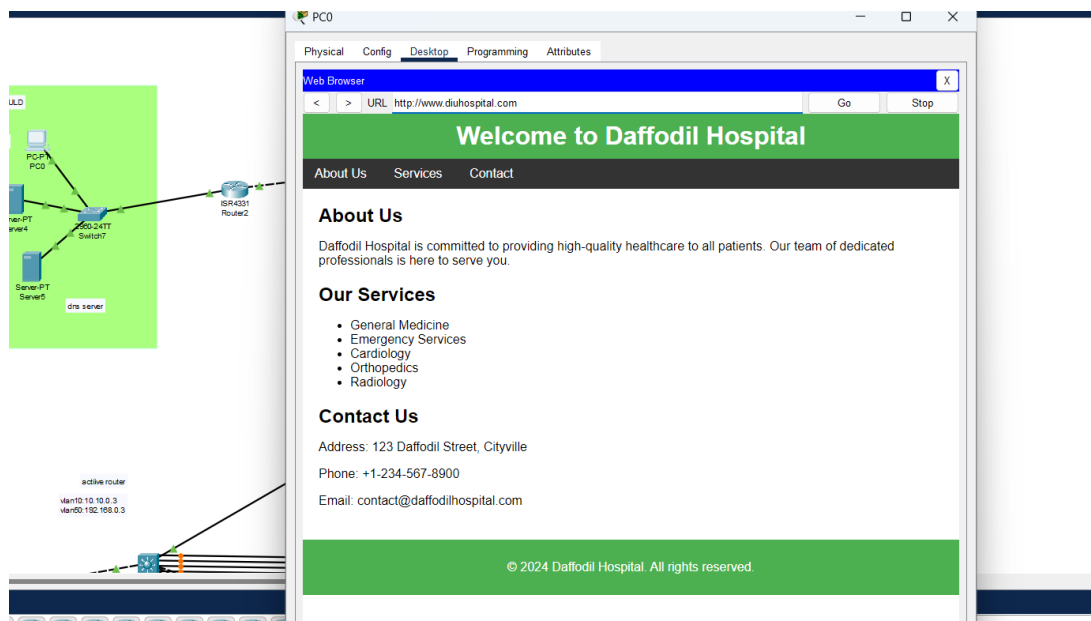 PC0
Physical Config Desktop Programming Attributes
Web Browser X
< > URL http://www.diuhospital.com Go Stop
Welcome to Daffodil Hospital
About Us Services Contact
About Us
Daffodil Hospital is committed to providing high-quality healthcare to all patients. Our team of dedicated
professionals is here to serve you.
Our Services
General Medicine
Emergency Services
Cardiology
Orthopedics
Radiology
Contact Us
Address: 123 Daffodil Street, Cityville
Phone: +1-234-567-8900
Email: contact@daffodilhospital.com
© 2024 Daffodil Hospital. All rights reserved.
PC-PT
PC0
ISR4331
Router2
2960-24TT
Switch7
Server-PT
Server5
dns server
active router
vlan10:10.10.0.3
vlan50:192.168.0.3